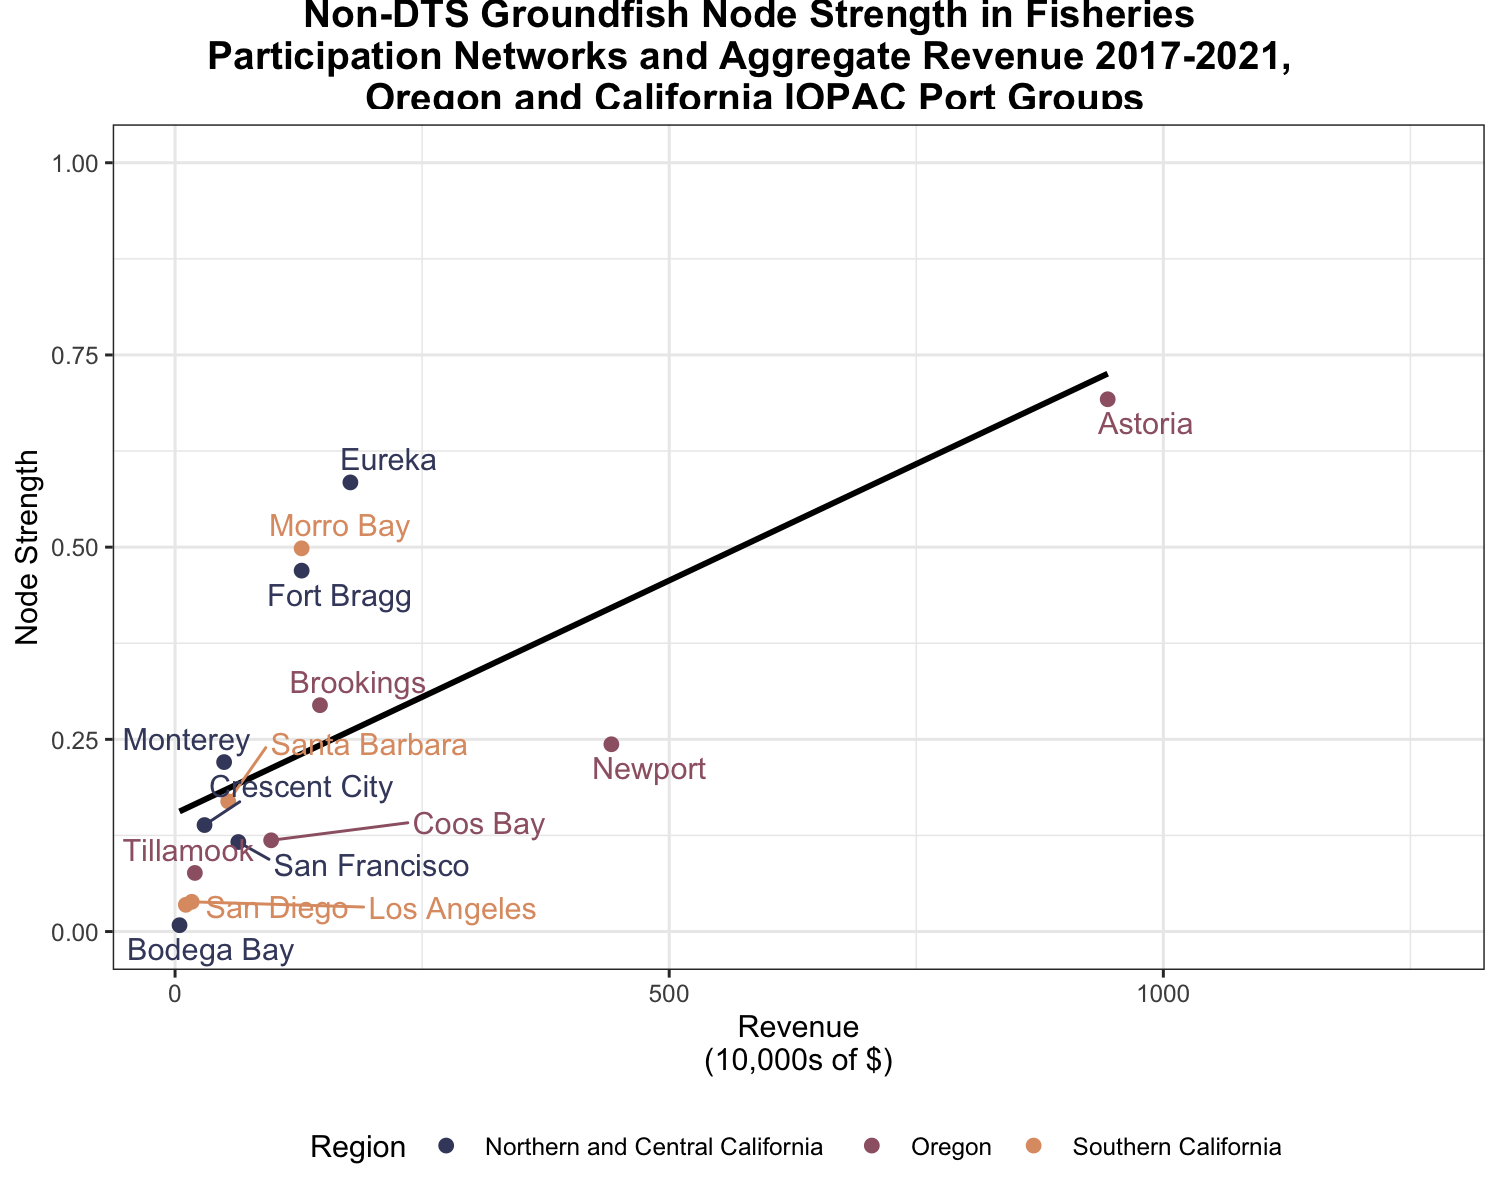 Non-DTS Groundfish Node Strength in Fisheries
Participation Networks and Aggregate Revenue 2017-2021,
Oregon and California IOPAC Port Groups
1.00
0.75
0.50
0.25
0.00
Node Strength
Astoria
Eureka
Morro Bay
Fort Bragg
Brookings
Monterey
Santa Barbara
Newport
Crescent City
Coos Bay
Tillamook
San Francisco
San Diego
Los Angeles
Bodega Bay
0
500
1000
Revenue
(10,000s of $)
Region
Northern and Central California
Oregon
Southern California